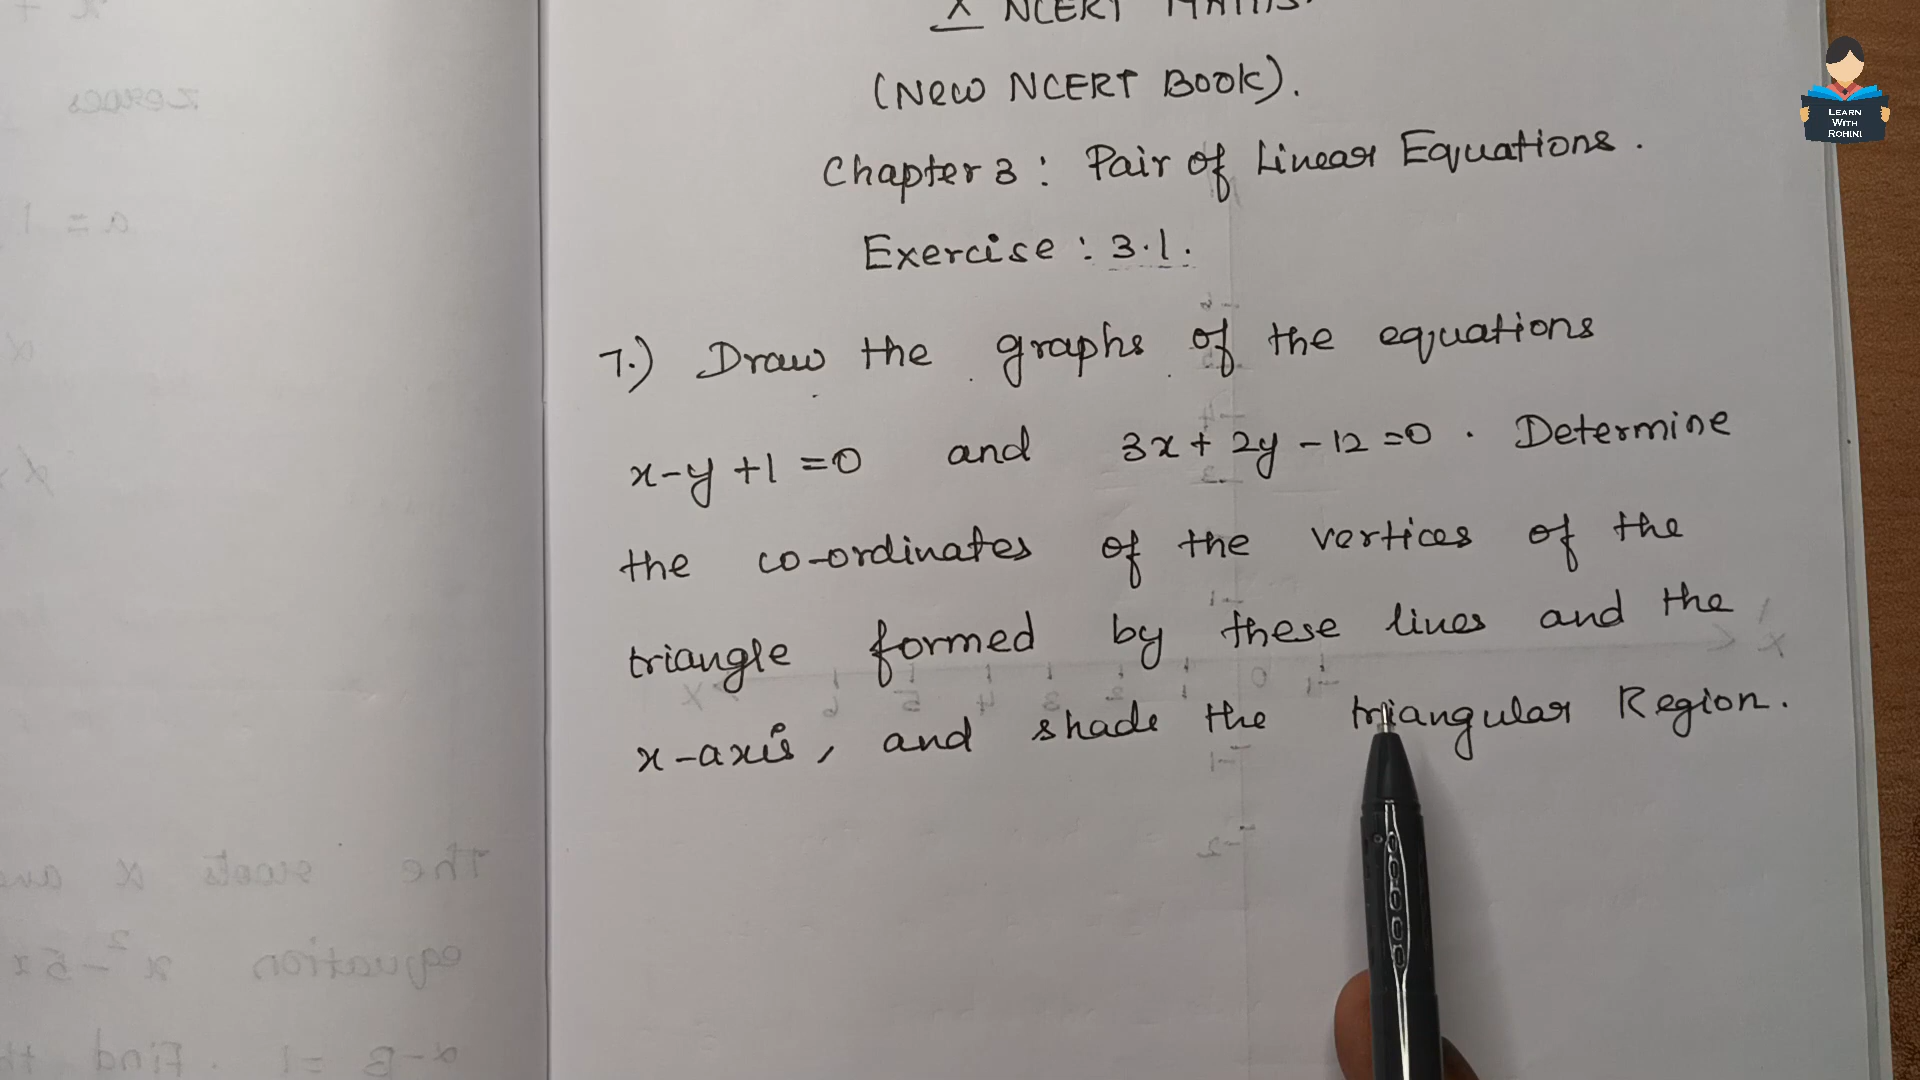 X NCERT MATHS.
(New NCERT Book).
Chapter 3 : Pair of Linear Equations.
Exercise : 3.1.
7.) Draw the graphs of the equations
x-y+1=0 and 3x+2y-12=0. Determine
the co-ordinates of the vertices of the
triangle formed by these lines and the
x-axis, and shade the triangular Region.
LEARN
WITH
ROHINI